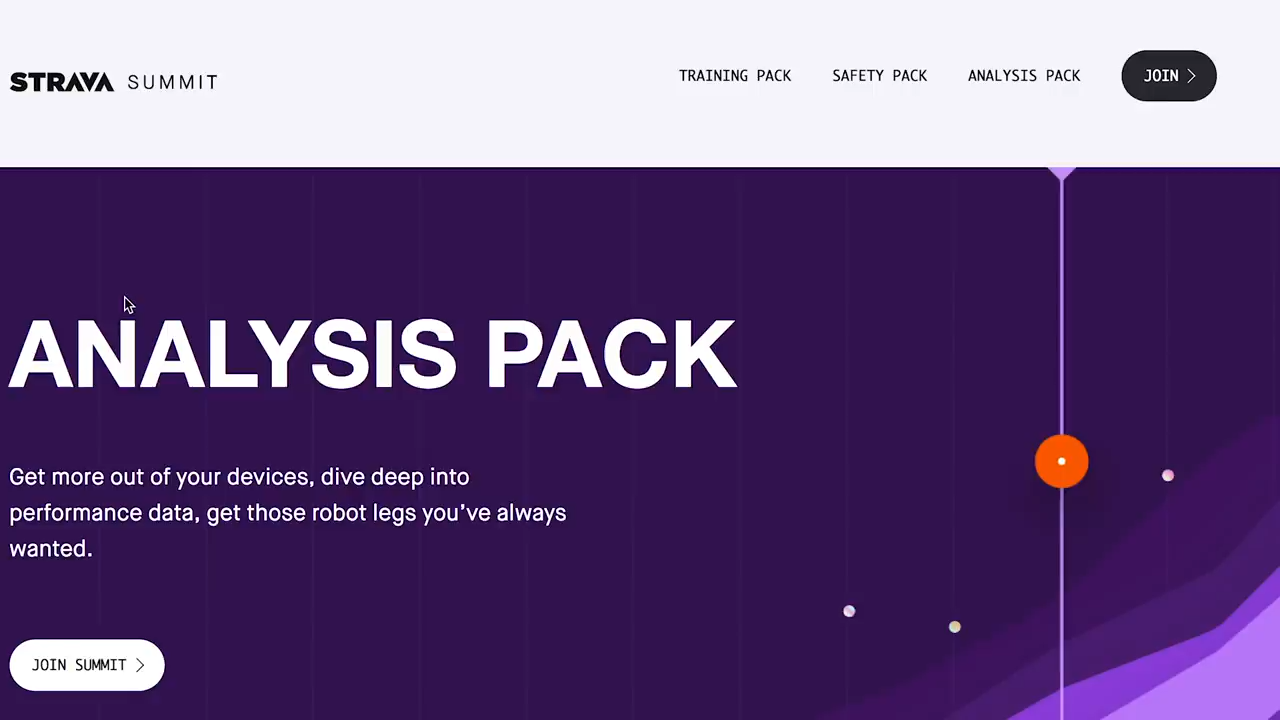 STRAVA SUMMIT
TRAINING PACK
SAFETY PACK
ANALYSIS PACK
JOIN
ANALYSIS PACK
Get more out of your devices, dive deep into
performance data, get those robot legs you’ve always
wanted.
JOIN SUMMIT